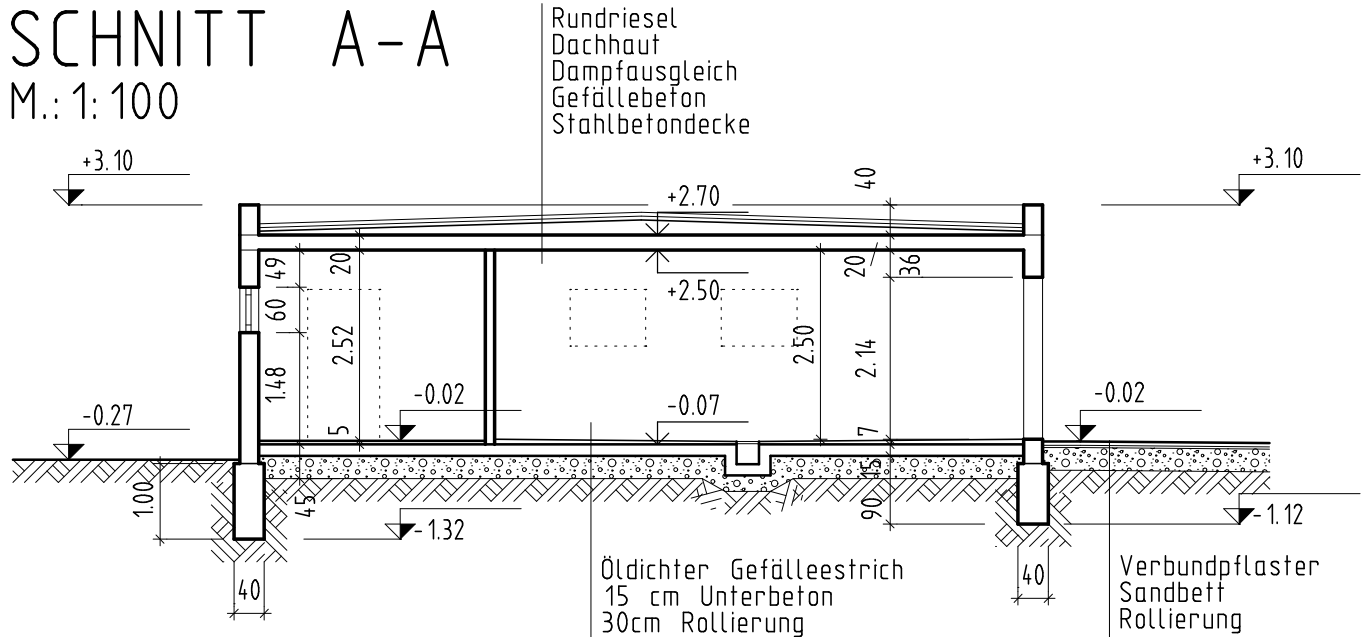 SCHNITT A-A
M.: 1: 100
Rundriesel
Dachhaut
Dampfausgleich
Gefällebeton
Stahlbetondecke
+3.10
+3.10
40
+2.70
49
20
20
36
+2.50
60
2.52
2.50
2.14
1.48
-0.27
-0.02
-0.07
-0.02
5
7
15
1.00
45
90
-1.32
-1.12
40
40
Öldichter Gefälleestrich
15 cm Unterbeton
30cm Rollierung
Verbundpflaster
Sandbett
Rollierung